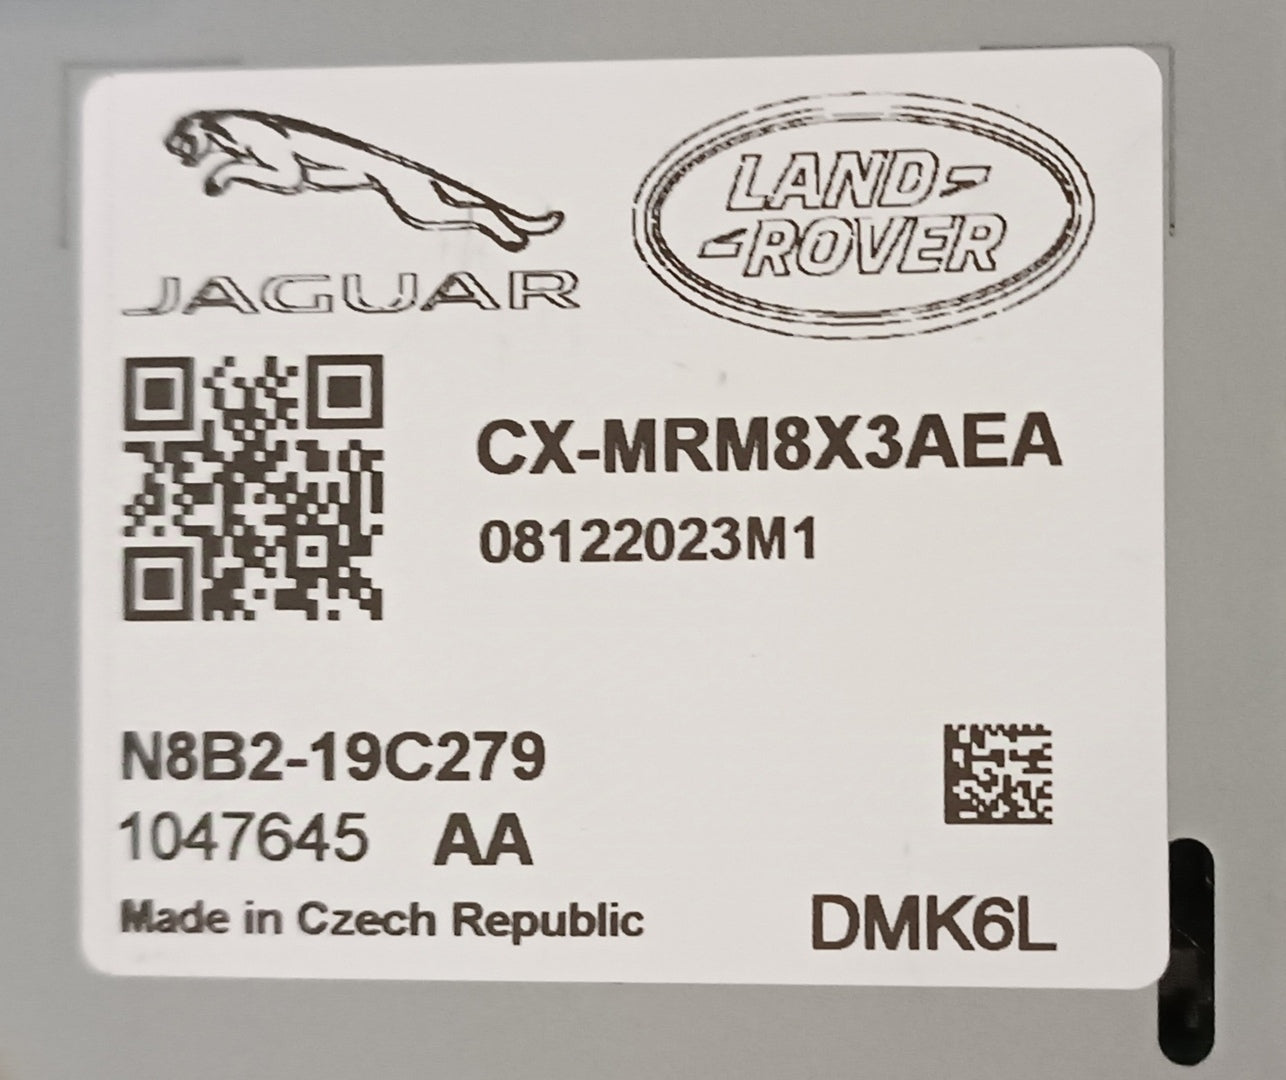 JAGUAR
LAND-
-ROVER
CX-MRM8X3AEA
08122023M1
N8B2-19C279
1047645 AA
Made in Czech Republic
DMK6L